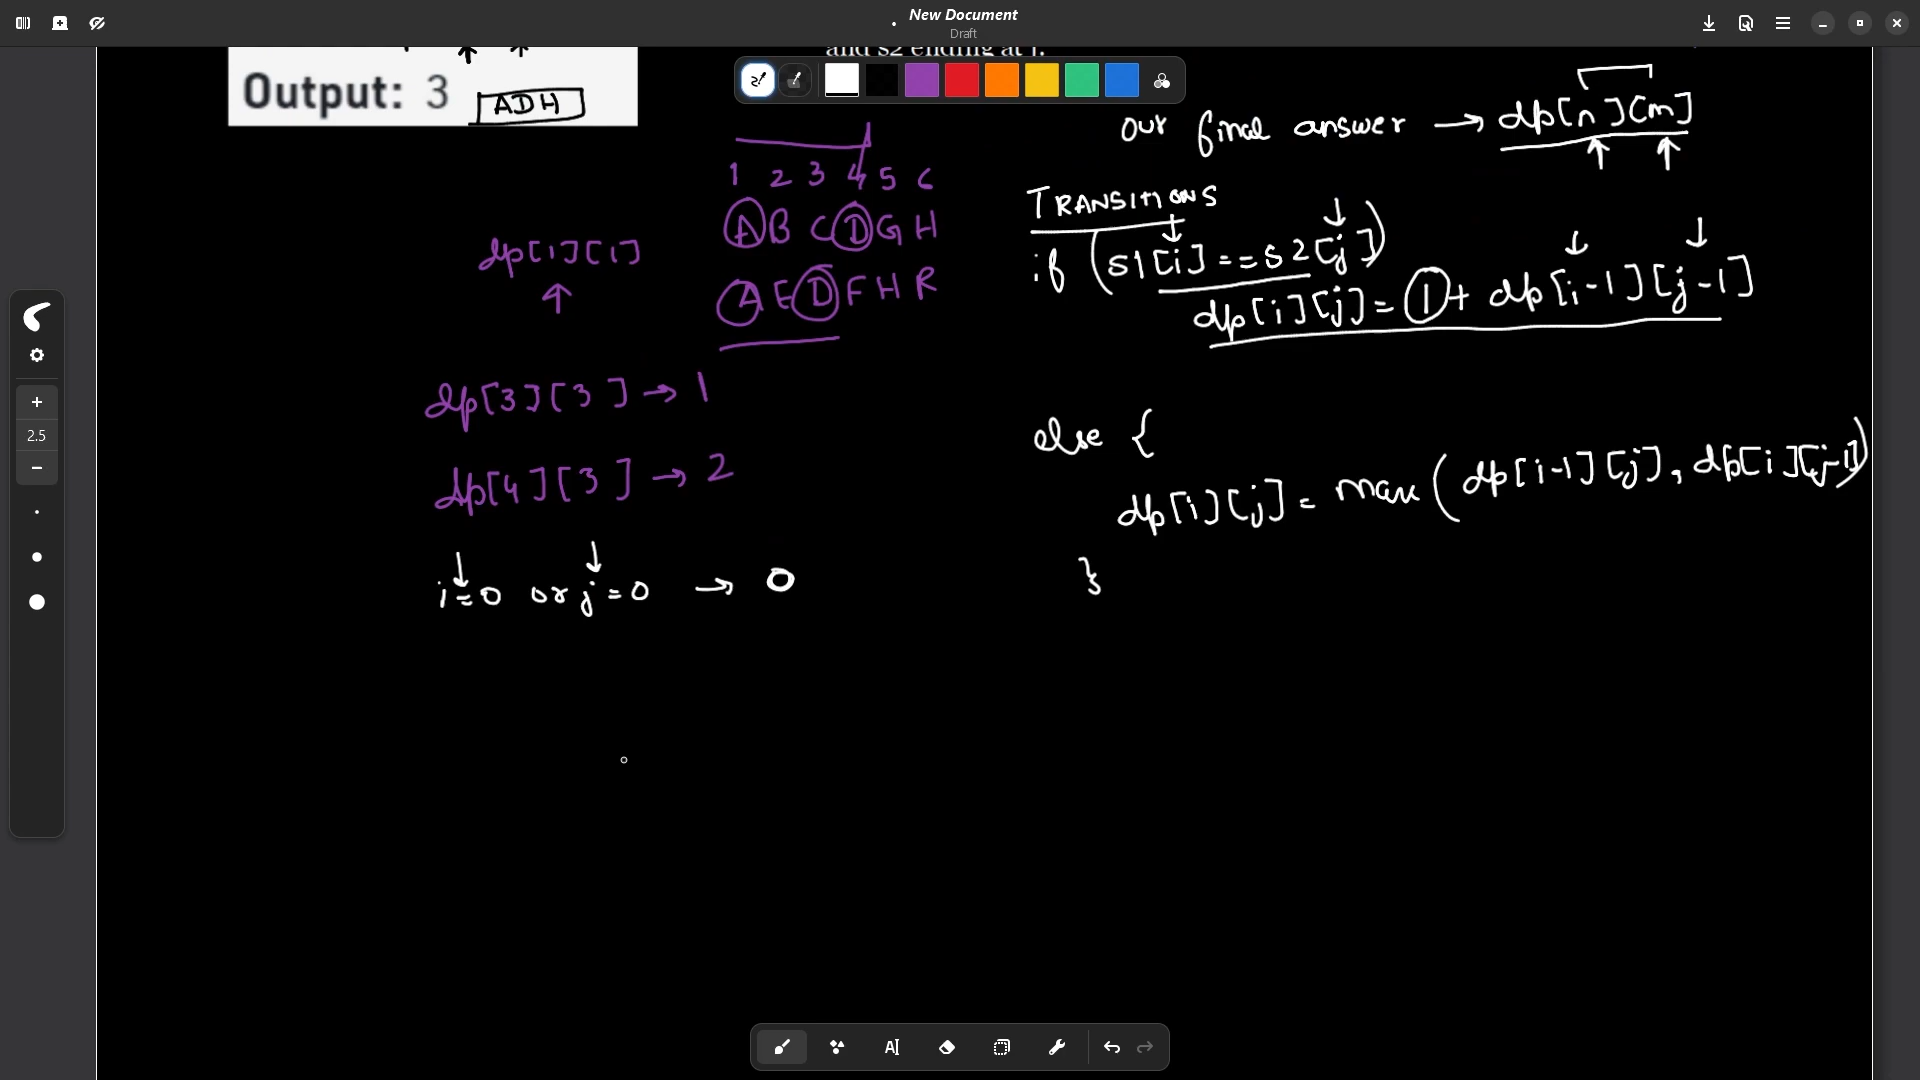 New Document
Draft
and s2 ending at j.
Output: 3 ADH
our final answer → dp[n][m]
1 2 3 4 5 6
A B C D G H
A E D F H R
dp[1][1]
dp[3][3] → 1
dp[4][3] → 2
i=0 or j=0 → 0
TRANSITIONS
if (s1[i]==s2[j])
dp[i][j] = 1 + dp[i-1][j-1]
else {
dp[i][j] = max(dp[i-1][j], dp[i][j-1])
}
+
2.5
−